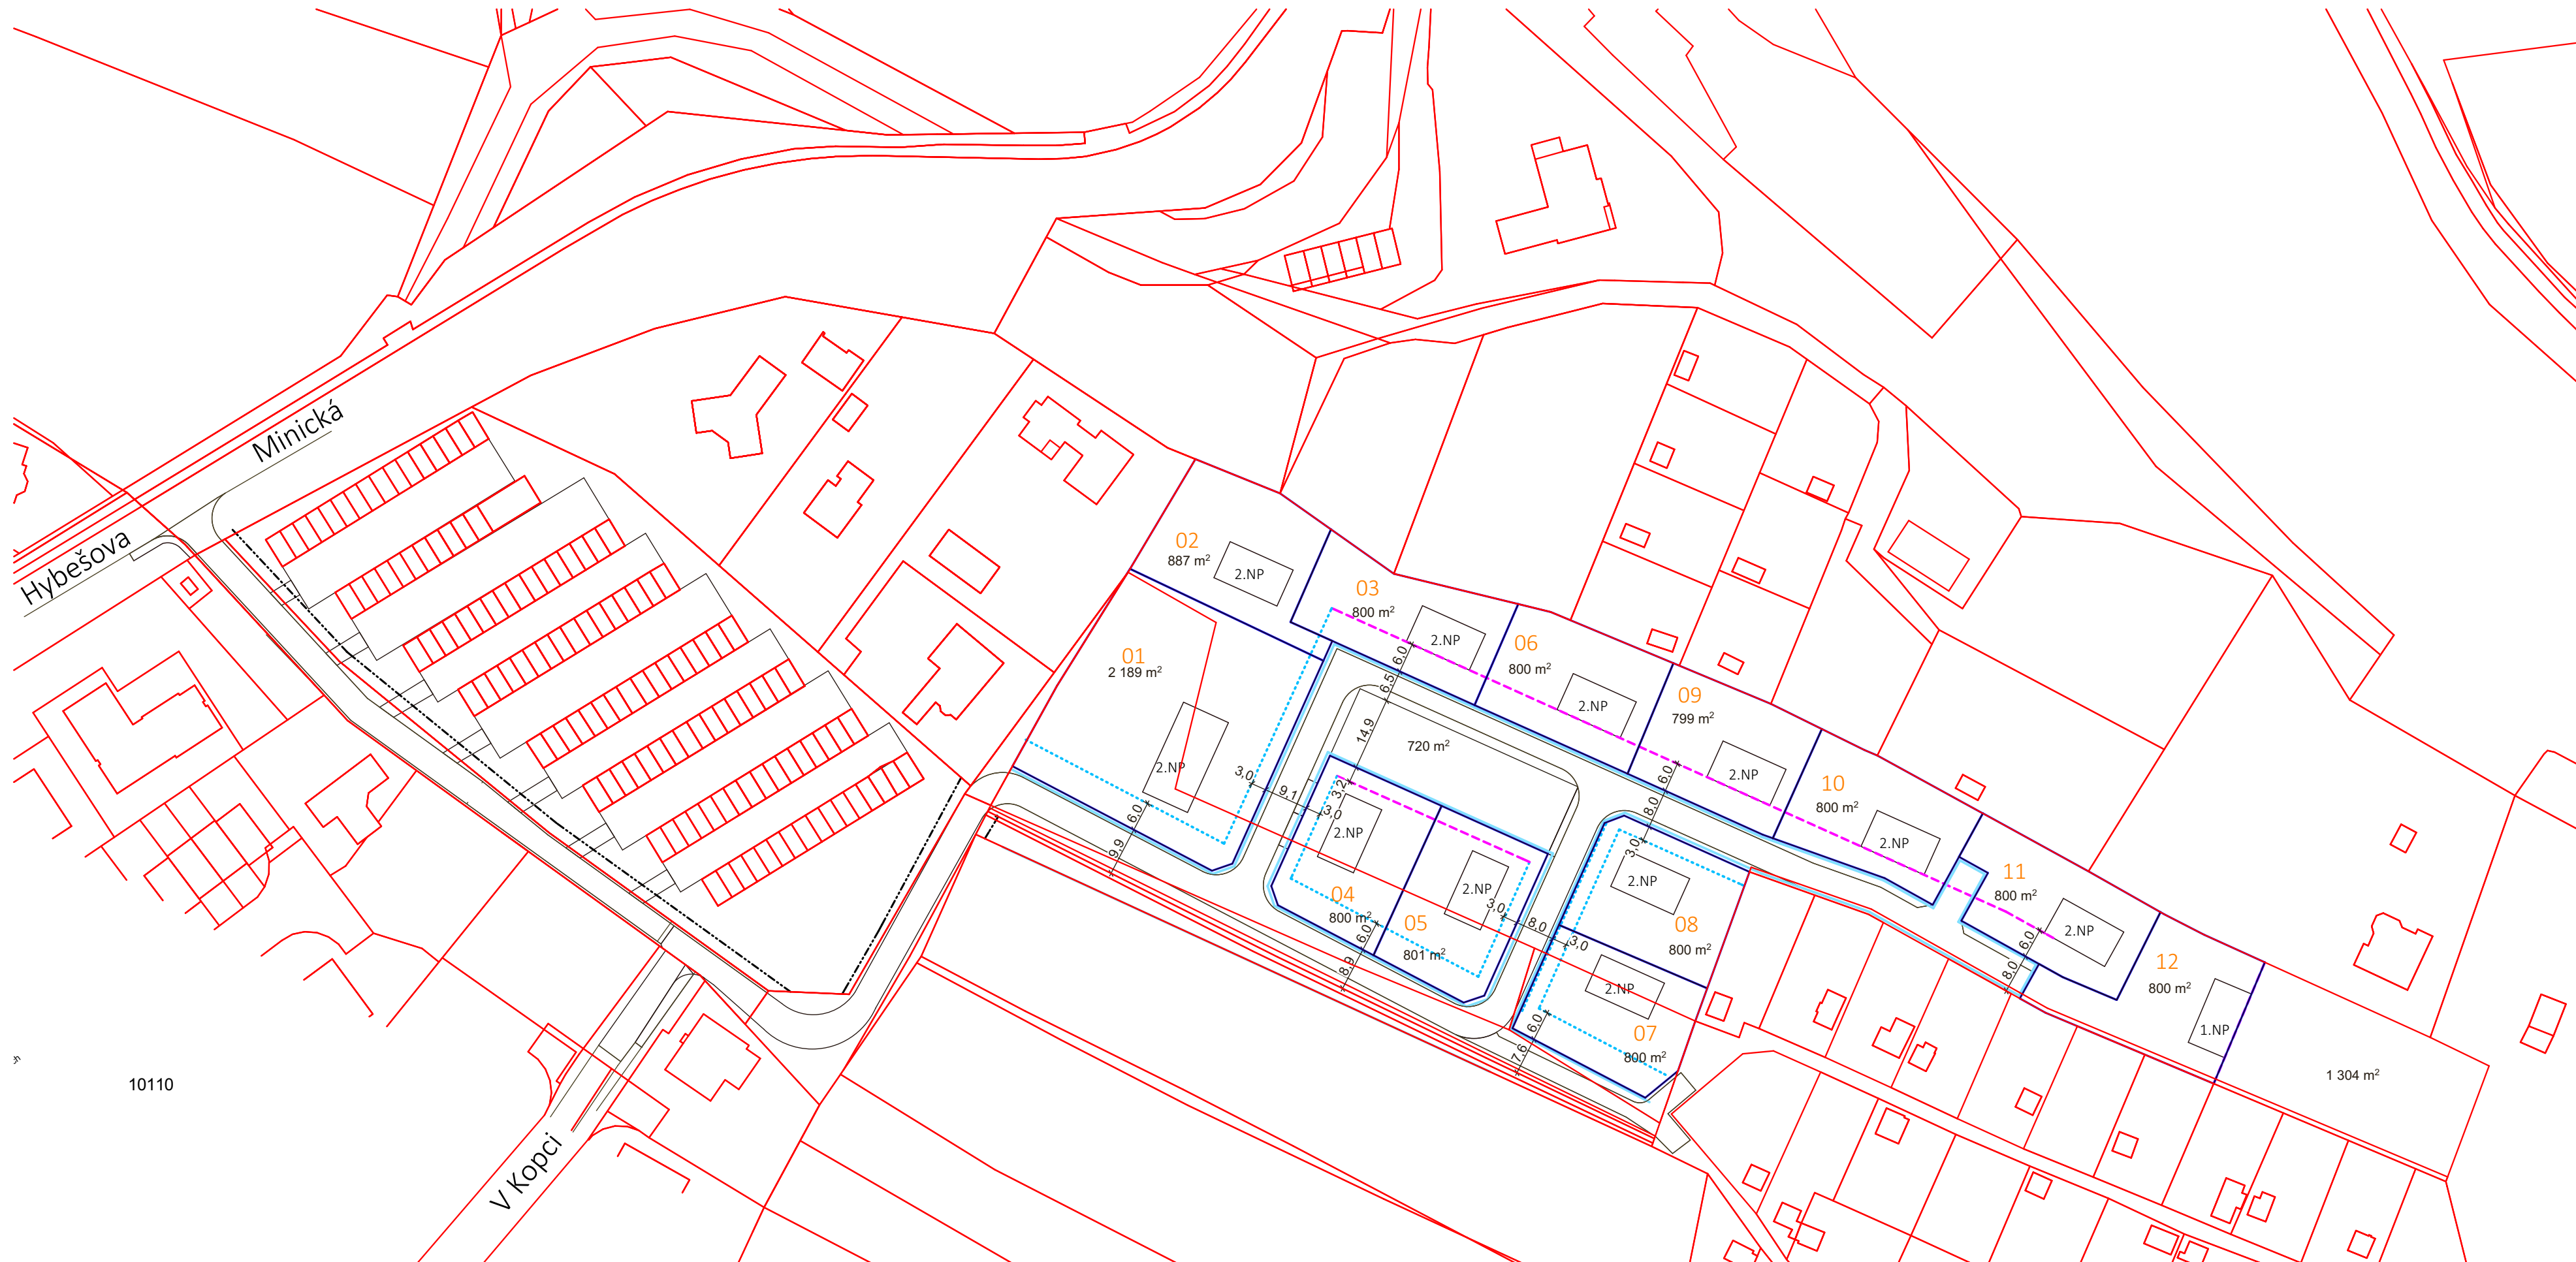 Minická
Hybešova
V Kopci
10110
01
2 189 m²
2.NP
02
887 m²
2.NP
03
800 m²
2.NP
04
800 m²
2.NP
05
801 m²
2.NP
06
800 m²
2.NP
07
800 m²
2.NP
08
800 m²
2.NP
09
799 m²
2.NP
10
800 m²
2.NP
11
800 m²
2.NP
12
800 m²
1.NP
720 m²
1 304 m²
6,0
6,5
14,9
3,2
3,0
9,1
3,0
6,0
9,9
6,0
8,9
3,0
8,0
3,0
6,0
8,0
3,0
6,0
7,6
6,0
8,0